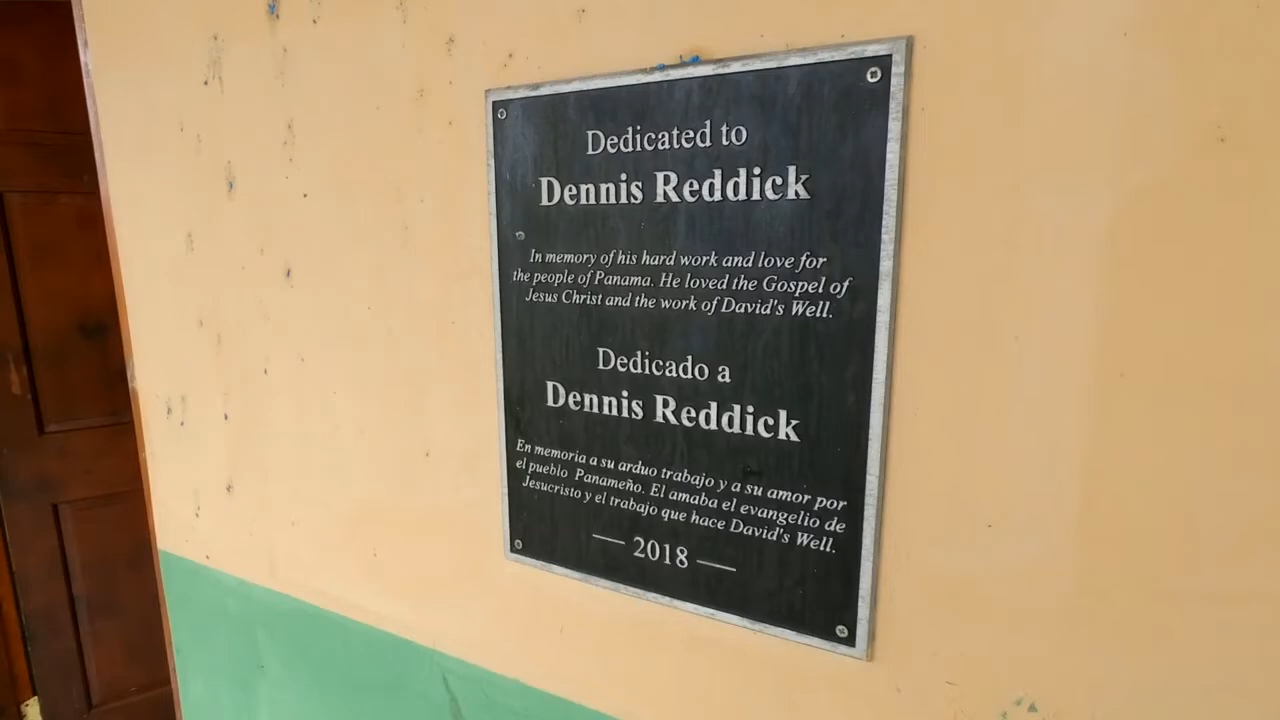 Dedicated to
Dennis Reddick
In memory of his hard work and love for
the people of Panama. He loved the Gospel of
Jesus Christ and the work of David's Well.
Dedicado a
Dennis Reddick
En memoria a su arduo trabajo y a su amor por
el pueblo Panameño. El amaba el evangelio de
Jesucristo y el trabajo que hace David's Well.
— 2018 —